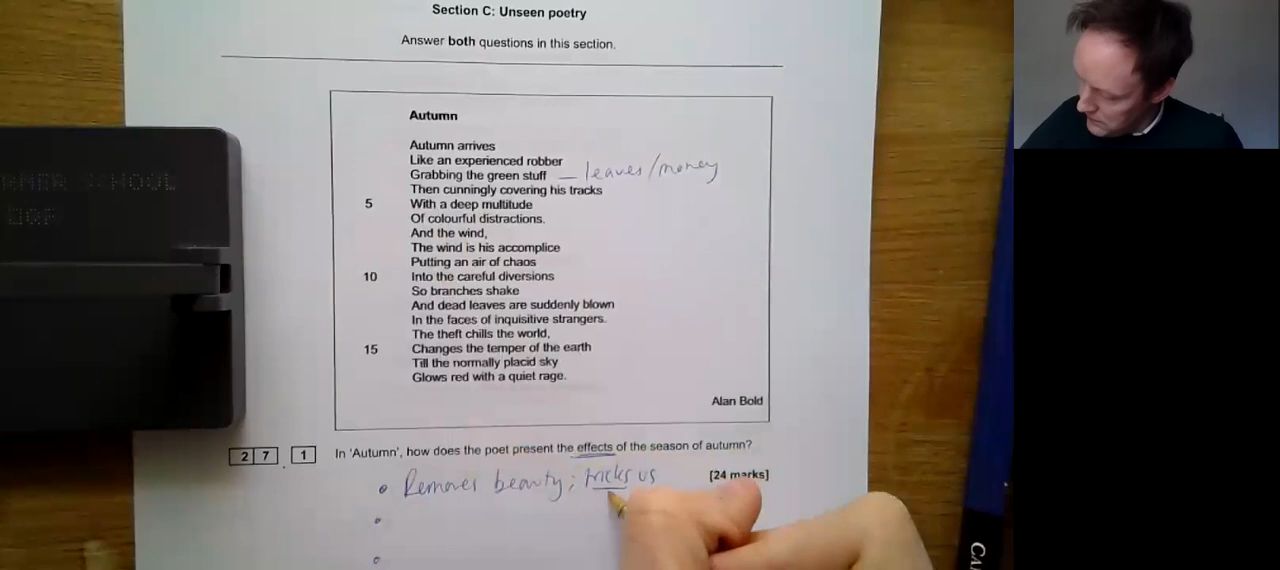 Section C: Unseen poetry
Answer both questions in this section.
Autumn
Autumn arrives
Like an experienced robber
Grabbing the green stuff – leaves/money
Then cunningly covering his tracks
5 With a deep multitude
Of colourful distractions.
And the wind,
The wind is his accomplice
Putting an air of chaos
10 Into the careful diversions
So branches shake
And dead leaves are suddenly blown
In the faces of inquisitive strangers.
The theft chills the world,
15 Changes the temper of the earth
Till the normally placid sky
Glows red with a quiet rage.
Alan Bold
2 7 . 1 In 'Autumn', how does the poet present the effects of the season of autumn?
[24 marks]
• Removes beauty; tricks us